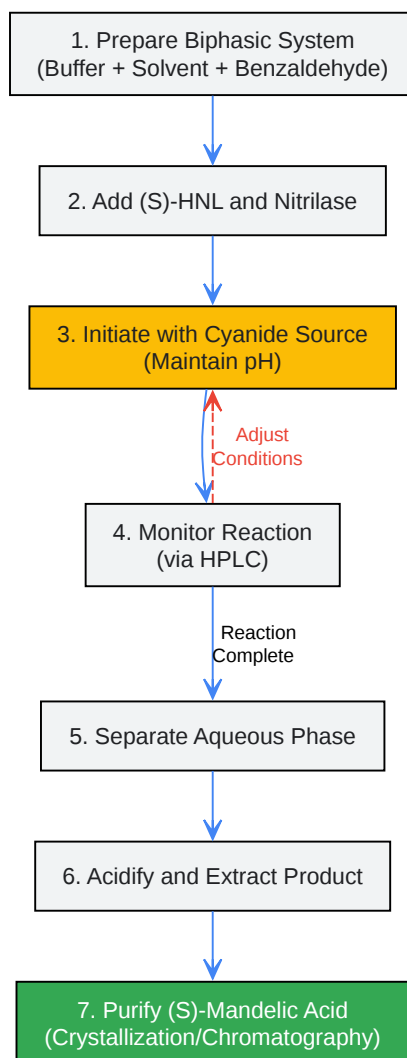 1. Prepare Biphasic System
(Buffer + Solvent + Benzaldehyde)
2. Add (S)-HNL and Nitrilase
3. Initiate with Cyanide Source
(Maintain pH)
Adjust
Conditions
4. Monitor Reaction
(via HPLC)
Reaction
Complete
5. Separate Aqueous Phase
6. Acidify and Extract Product
7. Purify (S)-Mandelic Acid
(Crystallization/Chromatography)